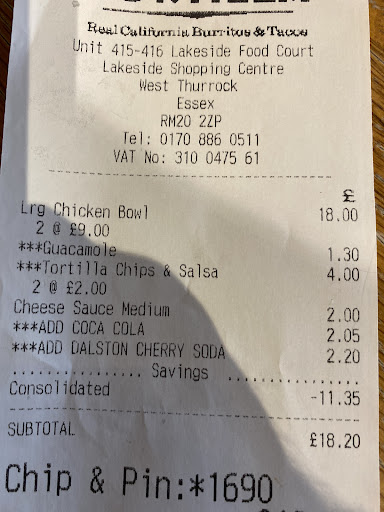 Real California Burritos & Tacos
Unit 415-416 Lakeside Food Court
Lakeside Shopping Centre
West Thurrock
Essex
RM20 2ZP
Tel: 0170 886 0511
VAT No: 310 0475 61
£
Lrg Chicken Bowl 18.00
2 @ £9.00
***Guacamole 1.30
***Tortilla Chips & Salsa 4.00
2 @ £2.00
Cheese Sauce Medium 2.00
***ADD COCA COLA 2.05
***ADD DALSTON CHERRY SODA 2.20
................ Savings ................
Consolidated -11.35
SUBTOTAL £18.20
Chip & Pin:*1690